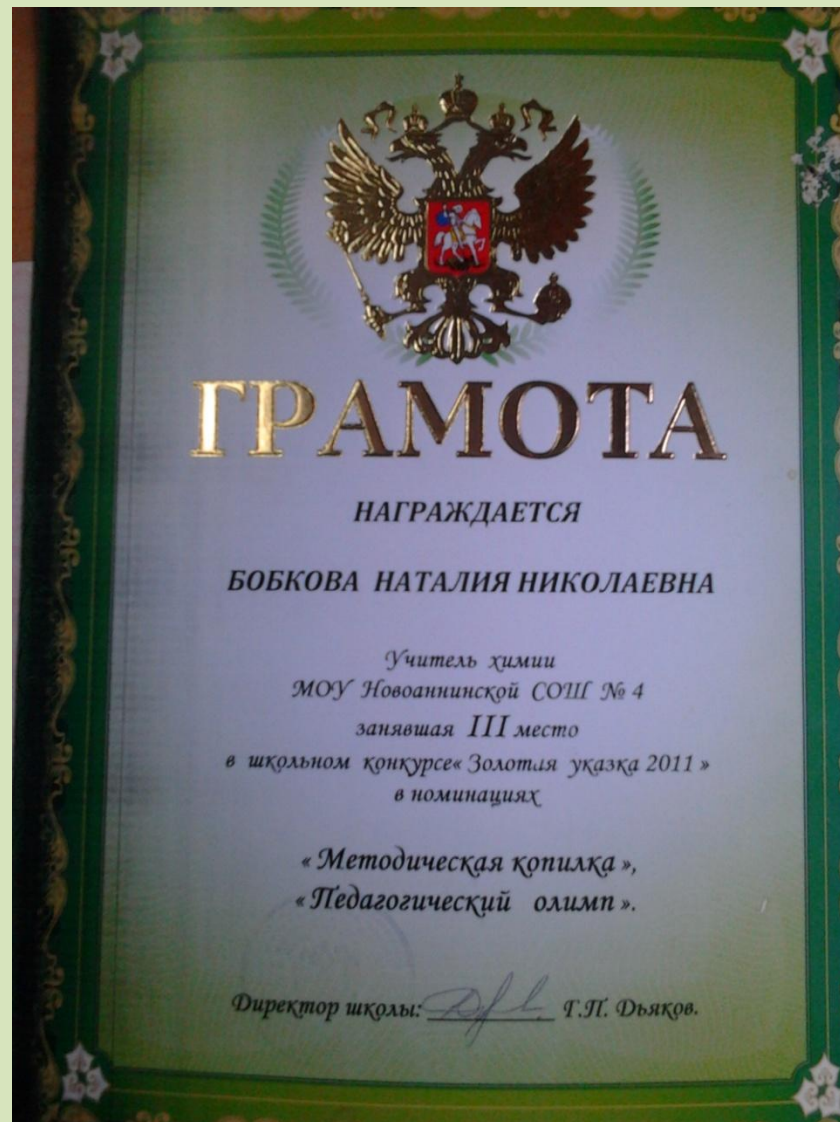 ГРАМОТА
НАГРАЖДАЕТСЯ
БОБКОВА НАТАЛИЯ НИКОЛАЕВНА
Учитель химии
МОУ Новоаннинской СОШ № 4
занявшая III место
в школьном конкурсе« Золотая указка 2011 »
в номинациях
« Методическая копилка »,
« Педагогический олимп ».
Директор школы: Г.П. Дьяков.